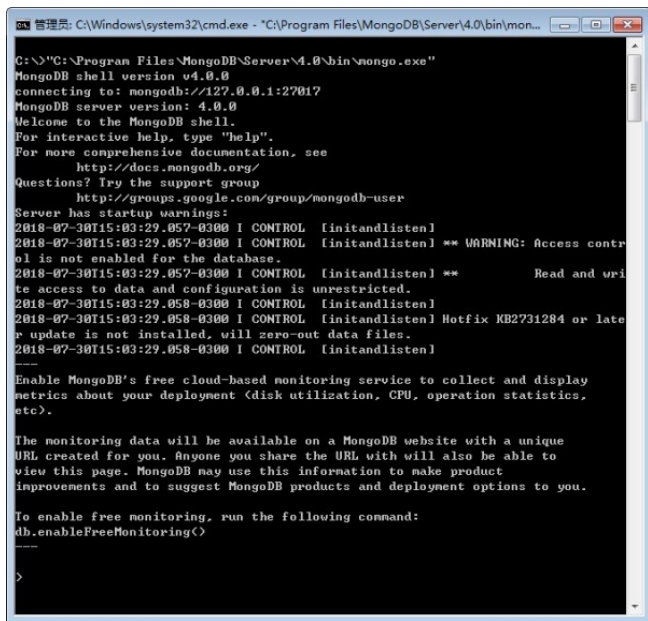 管理员: C:\Windows\system32\cmd.exe - "C:\Program Files\MongoDB\Server\4.0\bin\mon...
C:\>"C:\Program Files\MongoDB\Server\4.0\bin\mongo.exe"
MongoDB shell version v4.0.0
connecting to: mongodb://127.0.0.1:27017
MongoDB server version: 4.0.0
Welcome to the MongoDB shell.
For interactive help, type "help".
For more comprehensive documentation, see
http://docs.mongodb.org/
Questions? Try the support group
http://groups.google.com/group/mongodb-user
Server has startup warnings:
2018-07-30T15:03:29.057-0300 I CONTROL  [initandlisten]
2018-07-30T15:03:29.057-0300 I CONTROL  [initandlisten] ** WARNING: Access contr
ol is not enabled for the database.
2018-07-30T15:03:29.057-0300 I CONTROL  [initandlisten] **          Read and wri
te access to data and configuration is unrestricted.
2018-07-30T15:03:29.058-0300 I CONTROL  [initandlisten]
2018-07-30T15:03:29.058-0300 I CONTROL  [initandlisten] Hotfix KB2731284 or late
r update is not installed, will zero-out data files.
2018-07-30T15:03:29.058-0300 I CONTROL  [initandlisten]
---
Enable MongoDB's free cloud-based monitoring service to collect and display
metrics about your deployment (disk utilization, CPU, operation statistics,
etc).
The monitoring data will be available on a MongoDB website with a unique
URL created for you. Anyone you share the URL with will also be able to
view this page. MongoDB may use this information to make product
improvements and to suggest MongoDB products and deployment options to you.
To enable free monitoring, run the following command:
db.enableFreeMonitoring()
---
>